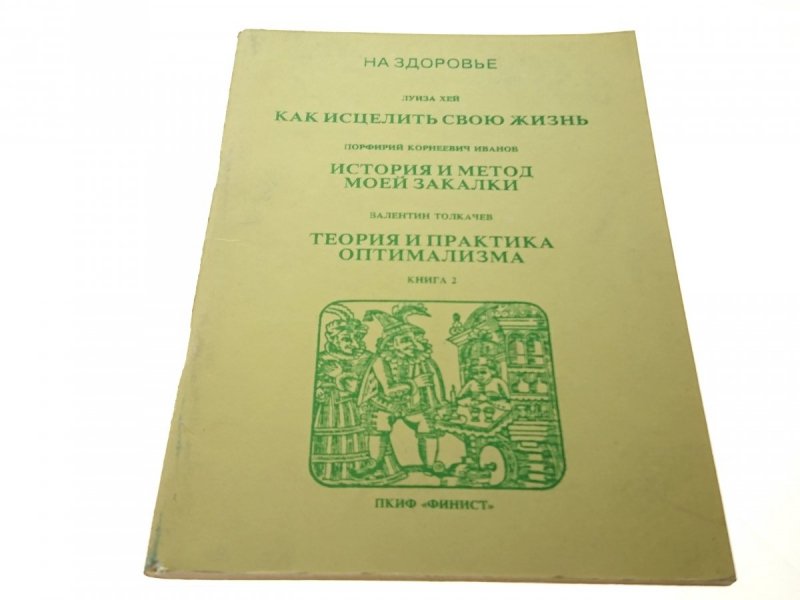 НА ЗДОРОВЬЕ
ЛУИЗА ХЕЙ
КАК ИСЦЕЛИТЬ СВОЮ ЖИЗНЬ
ПОРФИРИЙ КОРНЕЕВИЧ ИВАНОВ
ИСТОРИЯ И МЕТОД
МОЕЙ ЗАКАЛКИ
ВАЛЕНТИН ТОЛКАЧЕВ
ТЕОРИЯ И ПРАКТИКА
ОПТИМАЛИЗМА
КНИГА 2
ПКИФ «ФИНИСТ»